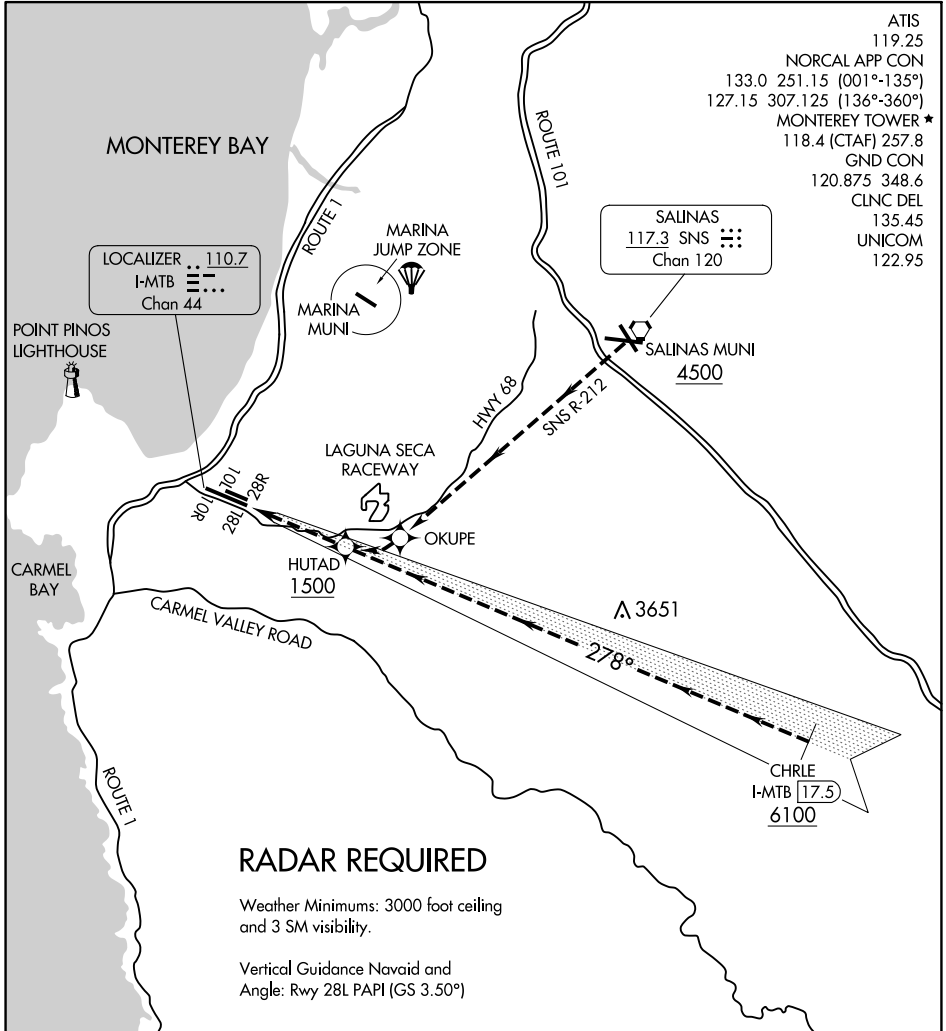 ATIS
119.25
NORCAL APP CON
133.0 251.15 (001°-135°)
127.15 307.125 (136°-360°)
MONTEREY TOWER ★
118.4 (CTAF) 257.8
GND CON
120.875 348.6
CLNC DEL
135.45
UNICOM
122.95
MONTEREY BAY
ROUTE 1
ROUTE 101
SALINAS
117.3 SNS
Chan 120
MARINA
JUMP ZONE
LOCALIZER 110.7
I-MTB
Chan 44
MARINA
MUNI
POINT PINOS
LIGHTHOUSE
SALINAS MUNI
4500
HWY 68
SNS R-212
LAGUNA SECA
RACEWAY
10L
28R
10R
28L
OKUPE
HUTAD
1500
CARMEL
BAY
CARMEL VALLEY ROAD
3651
278°
CHRLE
I-MTB 17.5
6100
ROUTE 1
RADAR REQUIRED
Weather Minimums: 3000 foot ceiling
and 3 SM visibility.
Vertical Guidance Navaid and
Angle: Rwy 28L PAPI (GS 3.50°)